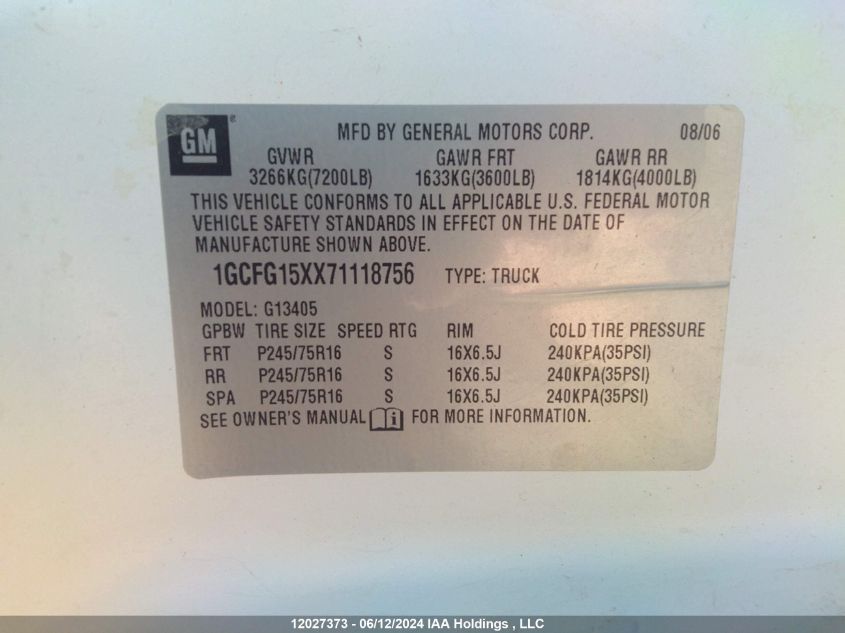 GM ® MFD BY GENERAL MOTORS CORP. 08/06
GVWR GAWR FRT GAWR RR
3266KG(7200LB) 1633KG(3600LB) 1814KG(4000LB)
THIS VEHICLE CONFORMS TO ALL APPLICABLE U.S. FEDERAL MOTOR
VEHICLE SAFETY STANDARDS IN EFFECT ON THE DATE OF
MANUFACTURE SHOWN ABOVE.
1GCFG15XX71118756 TYPE: TRUCK
MODEL: G13405
GPBW TIRE SIZE SPEED RTG RIM COLD TIRE PRESSURE
FRT P245/75R16 S 16X6.5J 240KPA(35PSI)
RR P245/75R16 S 16X6.5J 240KPA(35PSI)
SPA P245/75R16 S 16X6.5J 240KPA(35PSI)
SEE OWNER'S MANUAL i FOR MORE INFORMATION.
12027373 - 06/12/2024 IAA Holdings , LLC